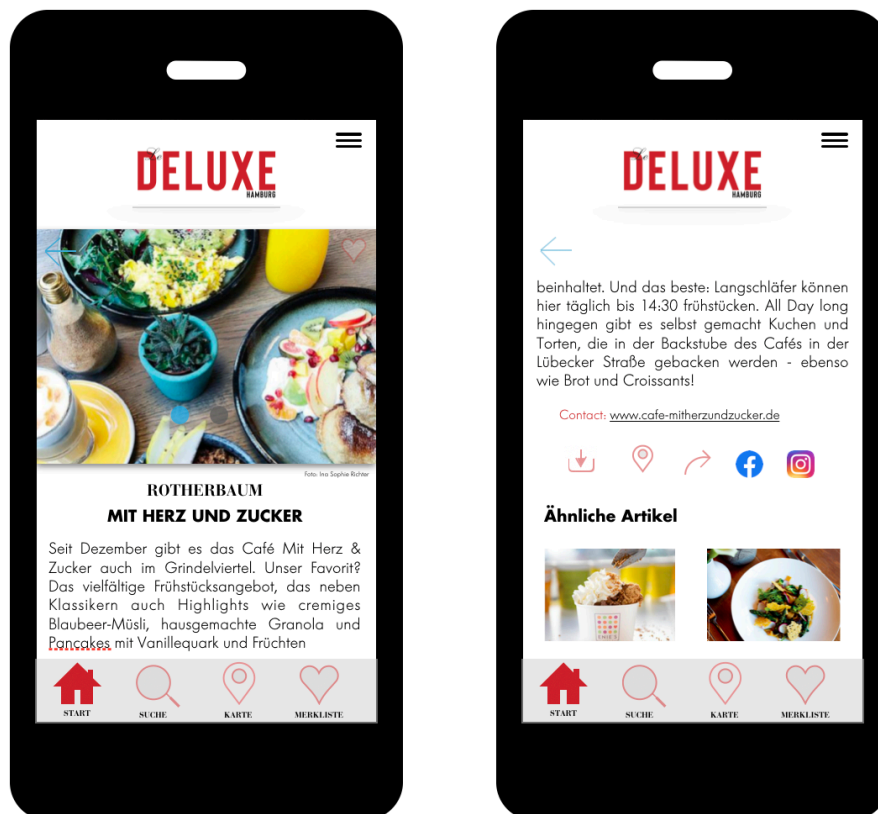 Le
DELUXE
HAMBURG
Foto: Ina Sophie Richter
ROTHERBAUM
MIT HERZ UND ZUCKER
Seit Dezember gibt es das Café Mit Herz &
Zucker auch im Grindelviertel. Unser Favorit?
Das vielfältige Frühstücksangebot, das neben
Klassikern auch Highlights wie cremiges
Blaubeer-Müsli, hausgemachte Granola und
Pancakes mit Vanillequark und Früchten
START SUCHE KARTE MERKLISTE
Le
DELUXE
HAMBURG
beinhaltet. Und das beste: Langschläfer können
hier täglich bis 14:30 frühstücken. All Day long
hingegen gibt es selbst gemacht Kuchen und
Torten, die in der Backstube des Cafés in der
Lübecker Straße gebacken werden - ebenso
wie Brot und Croissants!
Contact: www.cafe-mitherzundzucker.de
Ähnliche Artikel
START SUCHE KARTE MERKLISTE